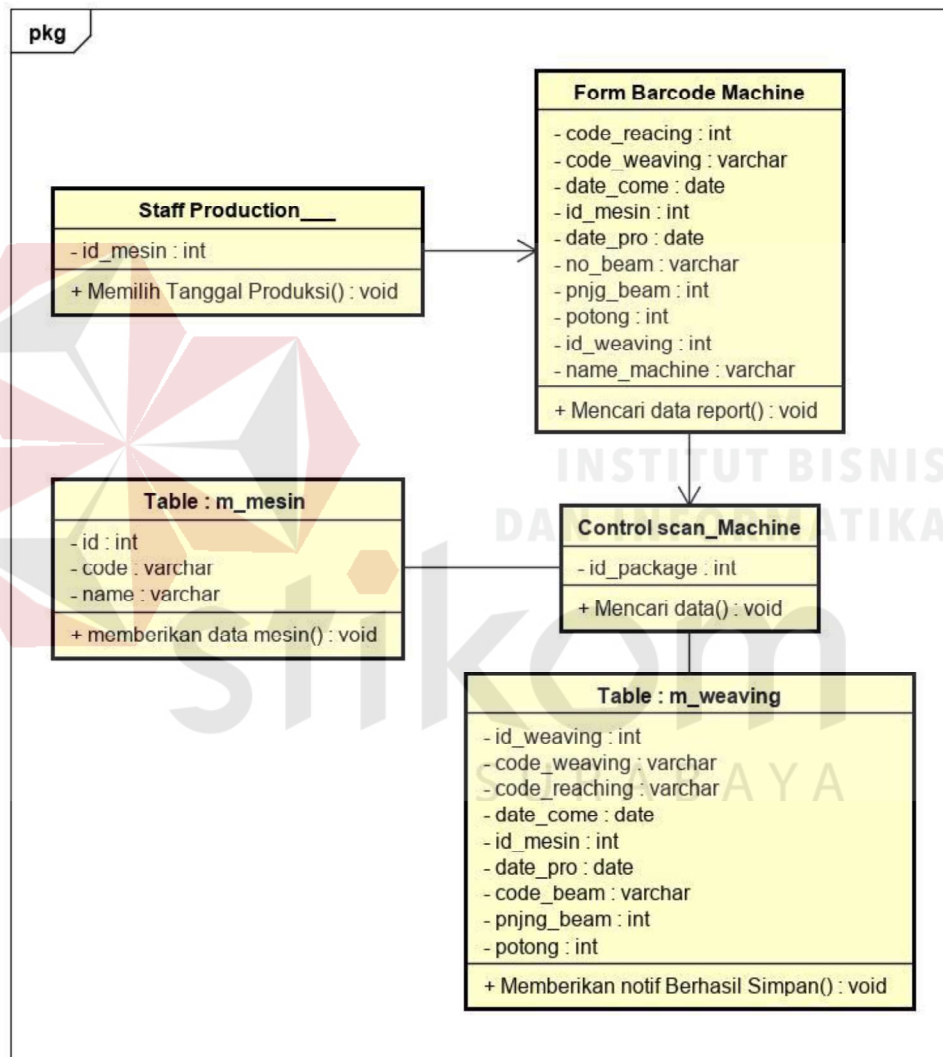 pkg
Form Barcode Machine
- code_reacing : int
- code_weaving : varchar
- date_come : date
- id_mesin : int
- date_pro : date
- no_beam : varchar
- pnjg_beam : int
- potong : int
- id_weaving : int
- name_machine : varchar
+ Mencari data report() : void
Staff Production___
- id_mesin : int
+ Memilih Tanggal Produksi() : void
INSTITUT BISNIS
DAN INFORMATIKA
Table : m_mesin
- id : int
- code : varchar
- name : varchar
+ memberikan data mesin() : void
Control scan_Machine
- id_package : int
+ Mencari data() : void
stikom
SURABAYA
Table : m_weaving
- id_weaving : int
- code_weaving : varchar
- code_reaching : varchar
- date_come : date
- id_mesin : int
- date_pro : date
- code_beam : varchar
- pnjng_beam : int
- potong : int
+ Memberikan notif Berhasil Simpan() : void